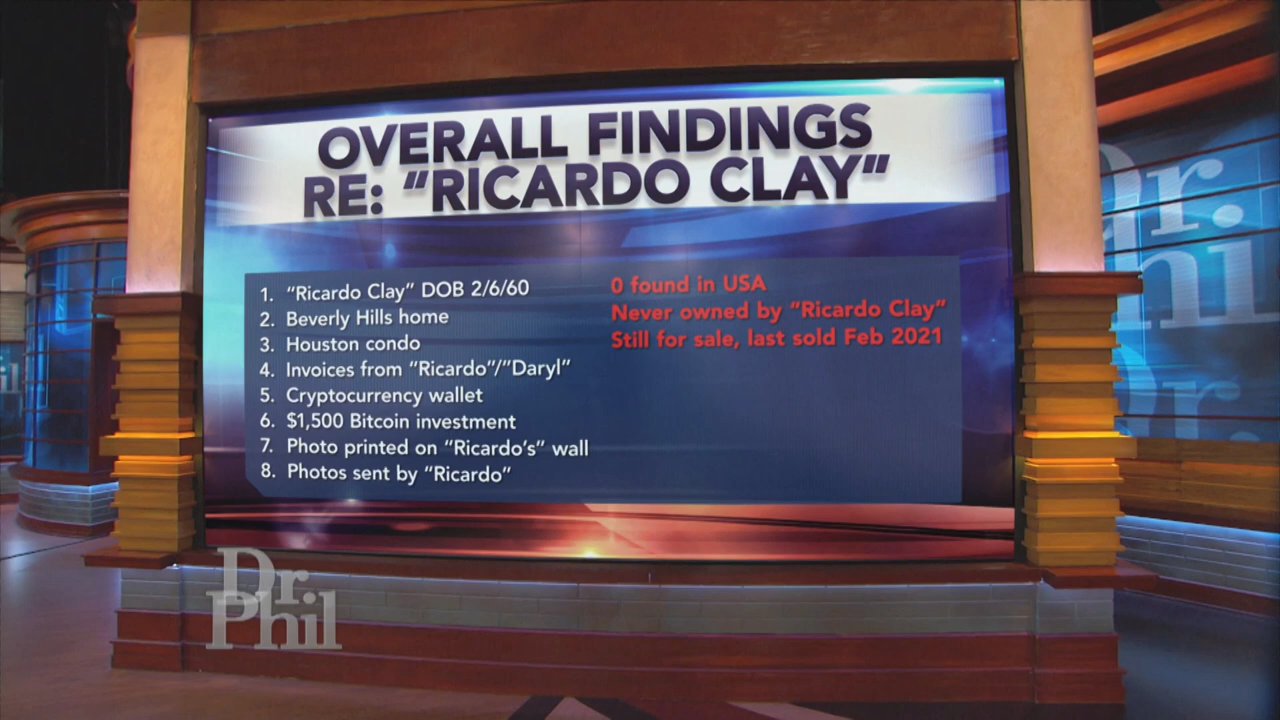 OVERALL FINDINGS
RE: "RICARDO CLAY"
1. "Ricardo Clay" DOB 2/6/60 0 found in USA
2. Beverly Hills home Never owned by "Ricardo Clay"
3. Houston condo Still for sale, last sold Feb 2021
4. Invoices from "Ricardo"/"Daryl"
5. Cryptocurrency wallet
6. $1,500 Bitcoin investment
7. Photo printed on "Ricardo's" wall
8. Photos sent by "Ricardo"
Dr.
Phil
Dr.
Phil
Dr.